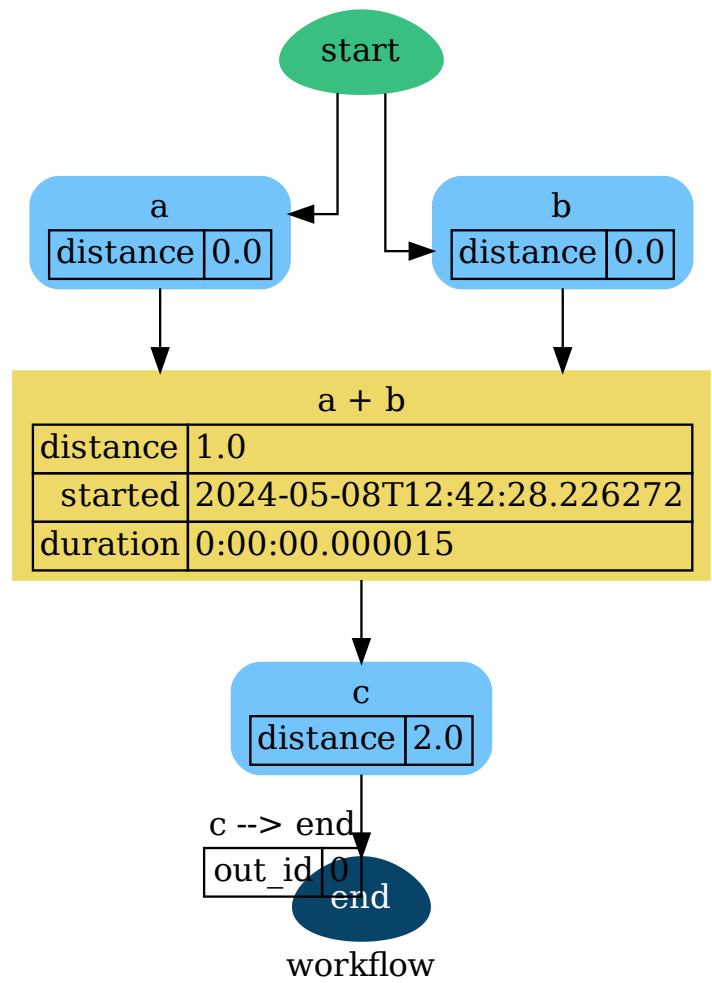 start
a
distance 0.0
b
distance 0.0
a + b
distance 1.0
started 2024-05-08T12:42:28.226272
duration 0:00:00.000015
c
distance 2.0
c --> end
out_id 0
end
workflow